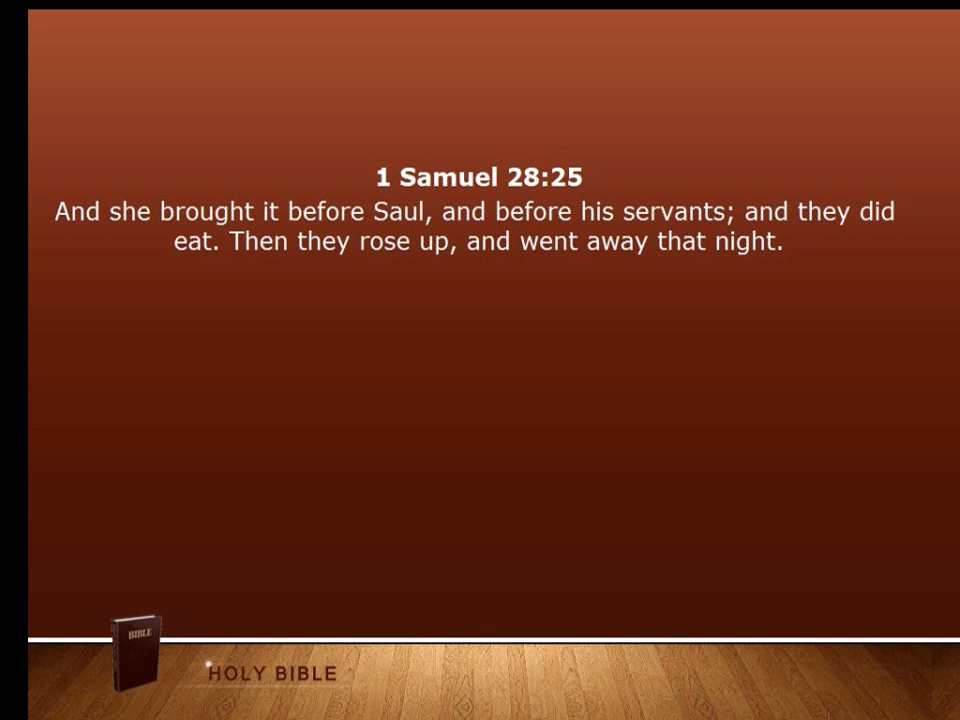 1 Samuel 28:25
And she brought it before Saul, and before his servants; and they did
eat. Then they rose up, and went away that night.
BIBLE
HOLY BIBLE